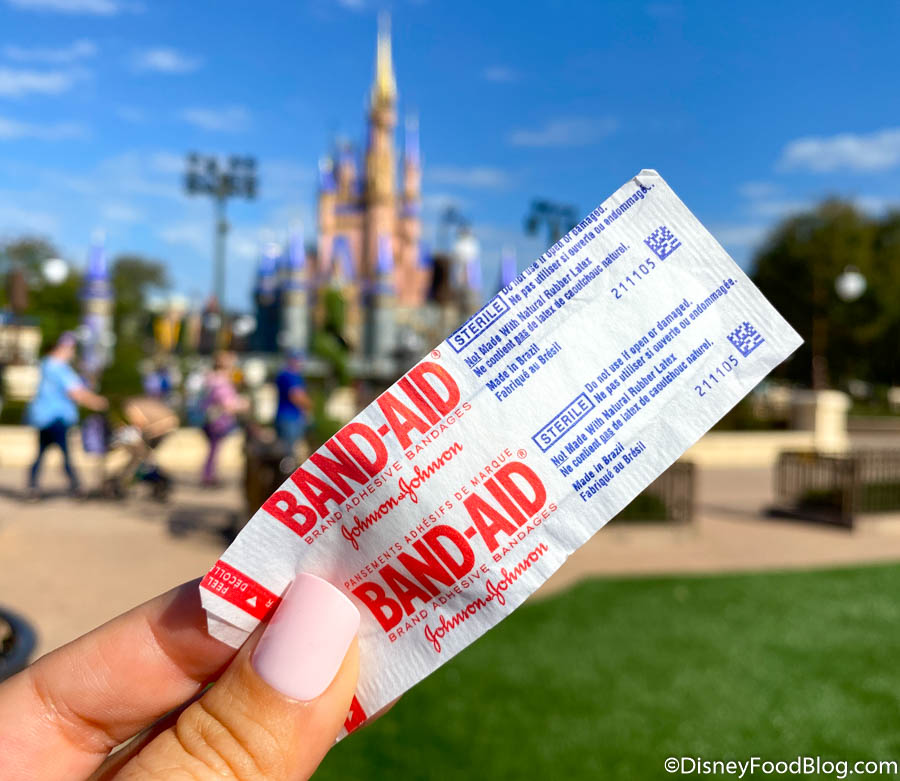 STERILE
Do not use if open or damaged.
Ne pas utiliser si ouverte ou endommagé.
Not Made With Natural Rubber Latex
Ne contient pas de latex de caoutchouc naturel.
Made in Brazil
Fabriqué au Brésil
211105
BAND-AID®
BRAND ADHESIVE BANDAGES
Johnson & Johnson
STERILE
Do not use if open or damaged.
Ne pas utiliser si ouverte ou endommagée.
Not Made With Natural Rubber Latex
Ne contient pas de latex de caoutchouc naturel.
Made in Brazil
Fabriqué au Brésil
211105
PANSEMENTS ADHÉSIFS DE MARQUE
BAND-AID®
BRAND ADHESIVE BANDAGES
Johnson & Johnson
PEEL
DÉCOLL
©DisneyFoodBlog.com